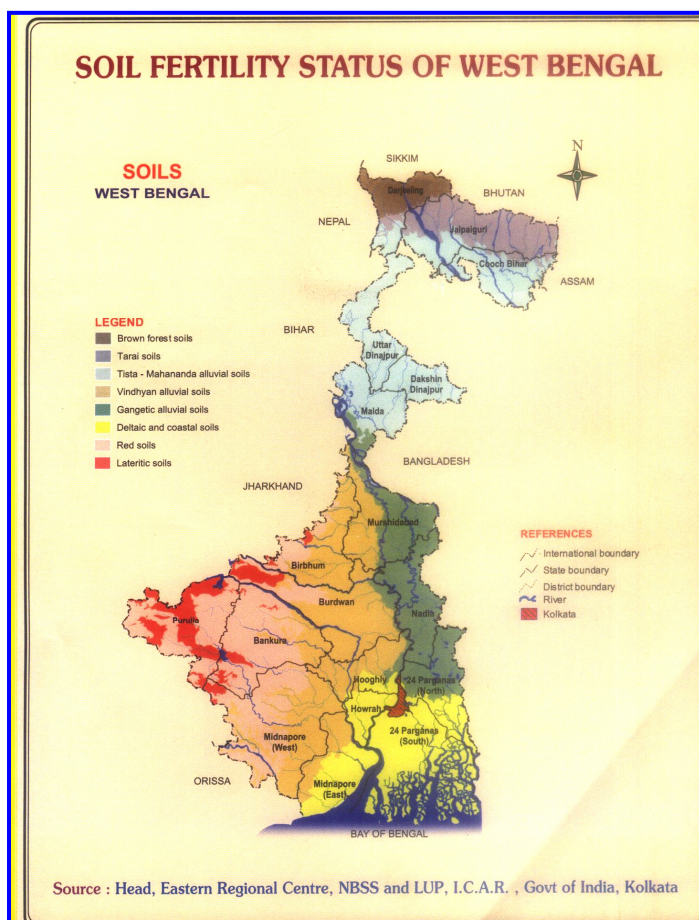 SOIL FERTILITY STATUS OF WEST BENGAL
N
SIKKIM
SOILS
WEST BENGAL
Darjeeling
BHUTAN
NEPAL
Jalpaiguri
Cooch Bihar
ASSAM
LEGEND
Brown forest soils
Tarai soils
Tista - Mahananda alluvial soils
Vindhyan alluvial soils
Gangetic alluvial soils
Deltaic and coastal soils
Red soils
Lateritic soils
BIHAR
Uttar
Dinajpur
Dakshin
Dinajpur
Malda
BANGLADESH
JHARKHAND
Murshidabad
REFERENCES
International boundary
State boundary
District boundary
River
Kolkata
Birbhum
Burdwan
Nadia
Purulia
Bankura
Hooghly
24 Parganas
(North)
Howrah
24 Parganas
(South)
Midnapore
(West)
ORISSA
Midnapore
(East)
BAY OF BENGAL
Source : Head, Eastern Regional Centre, NBSS and LUP, I.C.A.R. , Govt of India, Kolkata